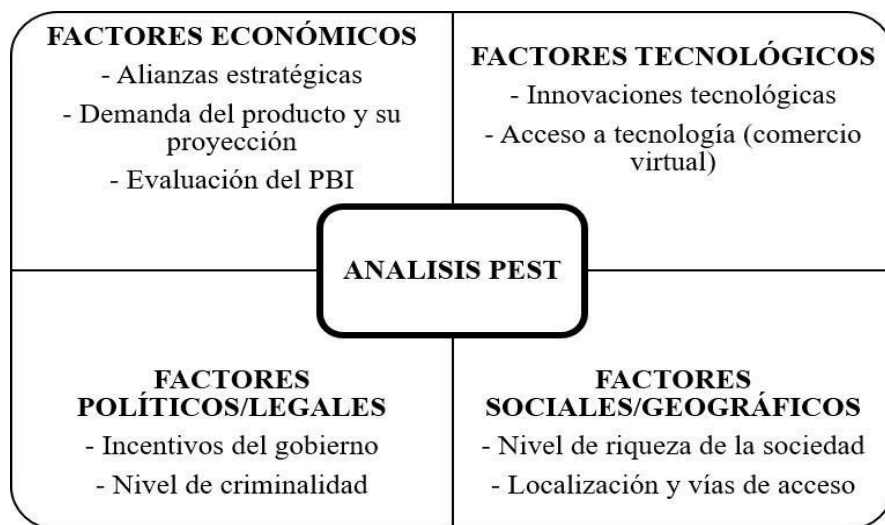 FACTORES ECONÓMICOS
- Alianzas estratégicas
- Demanda del producto y su
proyección
- Evaluación del PBI
FACTORES TECNOLÓGICOS
- Innovaciones tecnológicas
- Acceso a tecnología (comercio
virtual)
ANALISIS PEST
FACTORES
POLÍTICOS/LEGALES
- Incentivos del gobierno
- Nivel de criminalidad
FACTORES
SOCIALES/GEOGRÁFICOS
- Nivel de riqueza de la sociedad
- Localización y vías de acceso